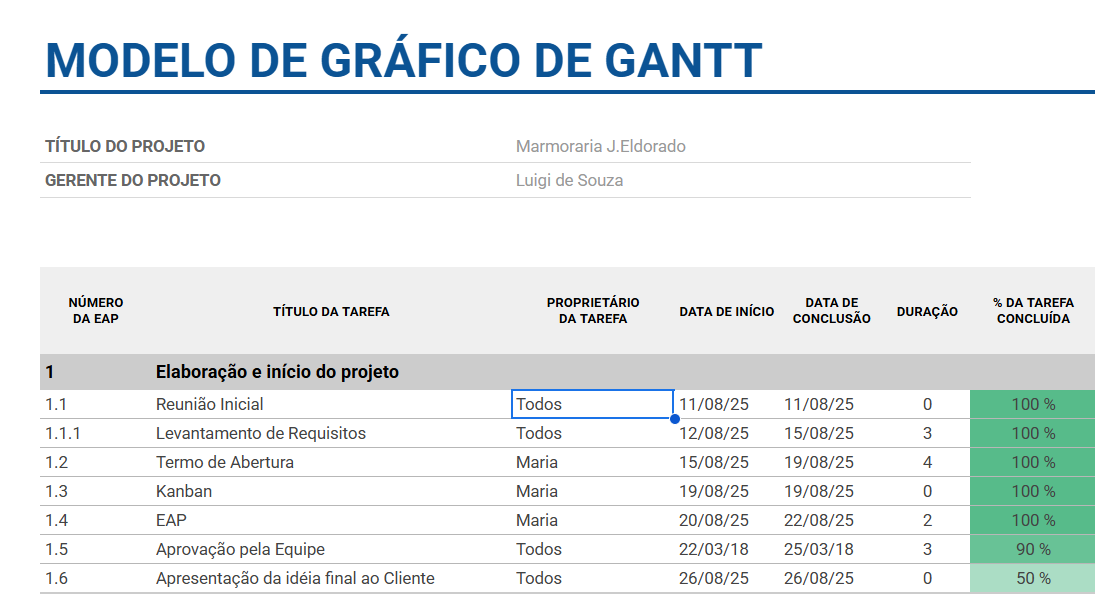 MODELO DE GRÁFICO DE GANTT
TÍTULO DO PROJETO Marmoraria J.Eldorado
GERENTE DO PROJETO Luigi de Souza
NÚMERO DA EAP TÍTULO DA TAREFA PROPRIETÁRIO DA TAREFA DATA DE INÍCIO DATA DE CONCLUSÃO DURAÇÃO % DA TAREFA CONCLUÍDA
1 Elaboração e início do projeto
1.1 Reunião Inicial Todos 11/08/25 11/08/25 0 100 %
1.1.1 Levantamento de Requisitos Todos 12/08/25 15/08/25 3 100 %
1.2 Termo de Abertura Maria 15/08/25 19/08/25 4 100 %
1.3 Kanban Maria 19/08/25 19/08/25 0 100 %
1.4 EAP Maria 20/08/25 22/08/25 2 100 %
1.5 Aprovação pela Equipe Todos 22/03/18 25/03/18 3 90 %
1.6 Apresentação da idéia final ao Cliente Todos 26/08/25 26/08/25 0 50 %